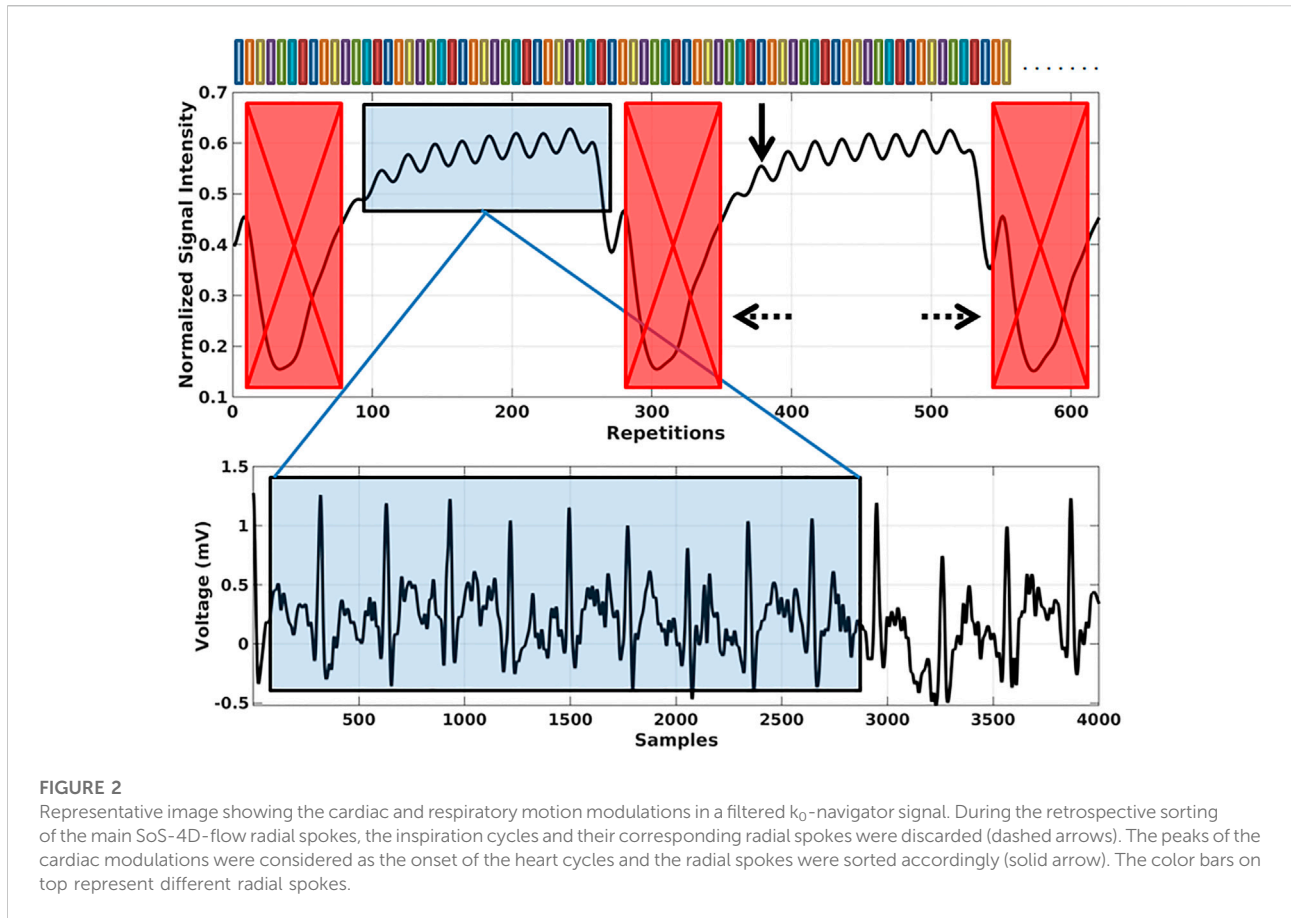 0.7
0.6
0.5
0.4
0.3
0.2
0.1
Normalized Signal Intensity
0 100 200 300 400 500 600
Repetitions
1.5
1
0.5
0
-0.5
Voltage (mV)
500 1000 1500 2000 2500 3000 3500 4000
Samples
FIGURE 2
Representative image showing the cardiac and respiratory motion modulations in a filtered k₀-navigator signal. During the retrospective sorting
of the main SoS-4D-flow radial spokes, the inspiration cycles and their corresponding radial spokes were discarded (dashed arrows). The peaks of the
cardiac modulations were considered as the onset of the heart cycles and the radial spokes were sorted accordingly (solid arrow). The color bars on
top represent different radial spokes.